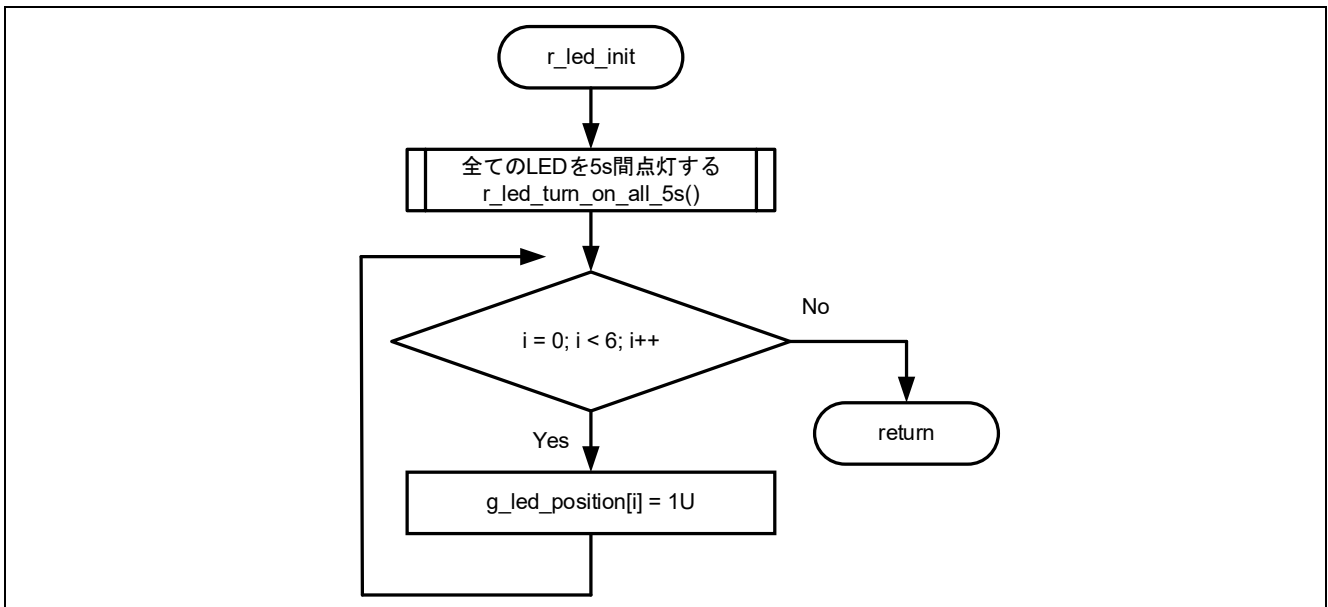 r_led_init
全てのLEDを5s間点灯する
r_led_turn_on_all_5s()
i = 0; i < 6; i++
No
return
Yes
g_led_position[i] = 1U